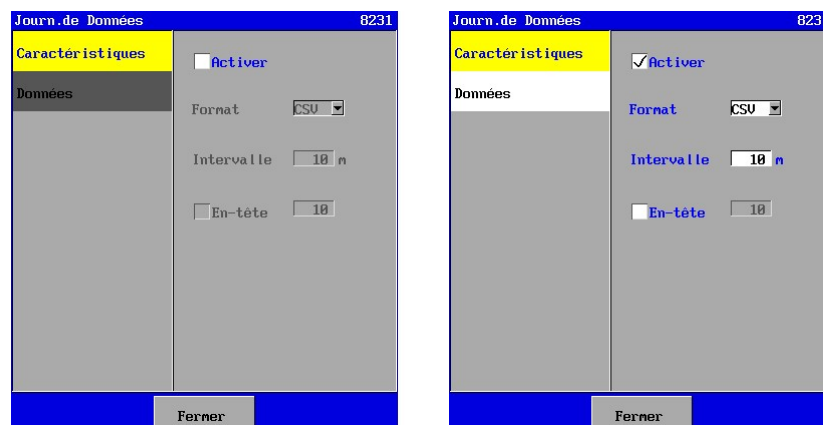 Journ.de Données 8231
Caractéristiques
Activer
Données
Format CSV
Intervalle 10 m
En-tête 10
Fermer
Journ.de Données 823
Caractéristiques
Activer
Données
Format CSV
Intervalle 10 m
En-tête 10
Fermer